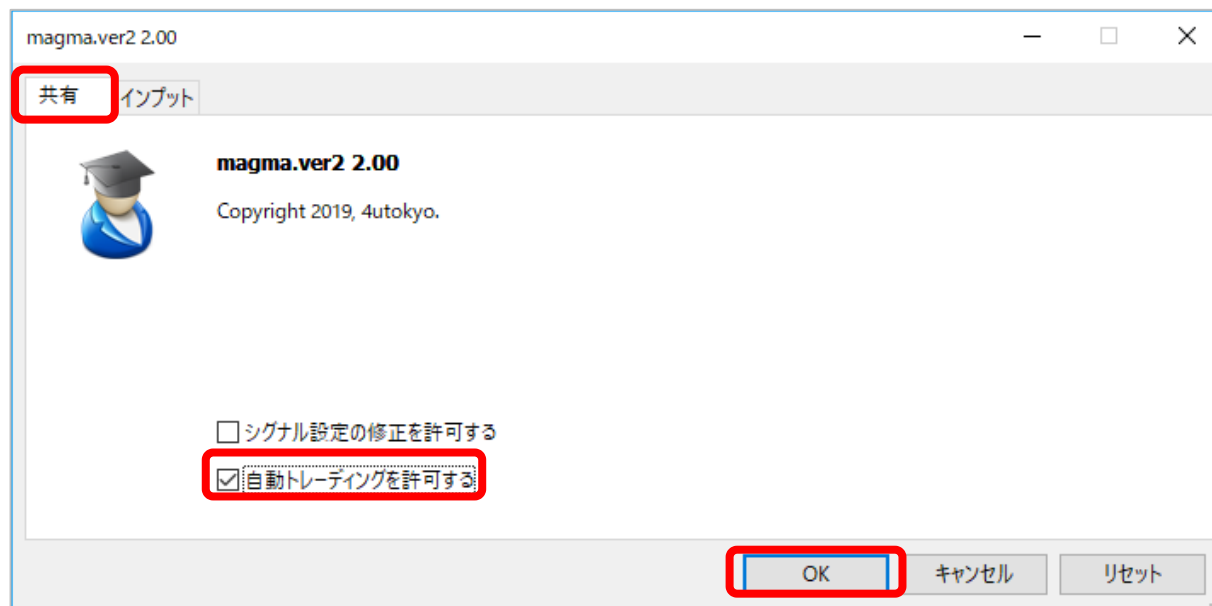 magma.ver2 2.00
共有 インプット
magma.ver2 2.00
Copyright 2019, 4utokyo.
シグナル設定の修正を許可する
自動トレーディングを許可する
OK キャンセル リセット